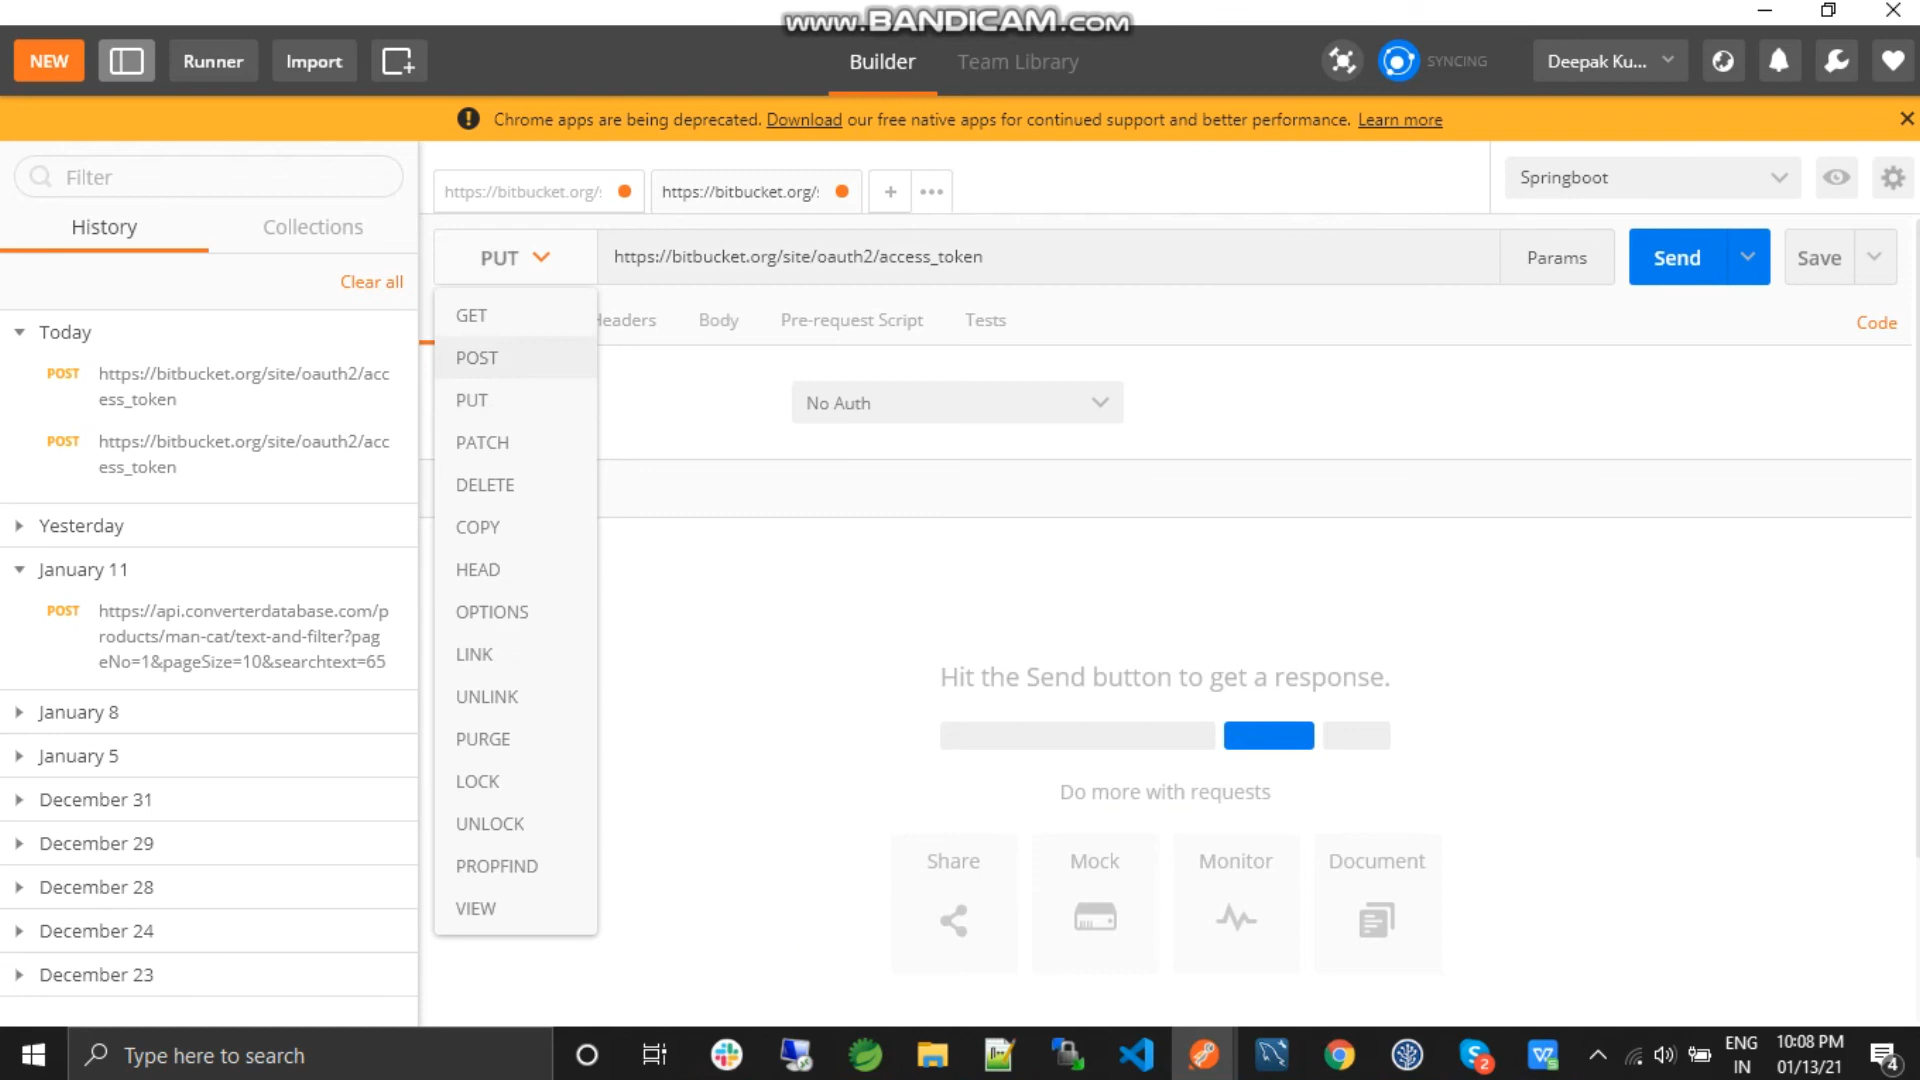 www.BANDICAM.com
NEW
Runner
Import
Builder
Team Library
SYNCING
Deepak Ku...
Chrome apps are being deprecated. Download our free native apps for continued support and better performance. Learn more
Filter
History
Collections
Clear all
Today
POST https://bitbucket.org/site/oauth2/acc
ess_token
POST https://bitbucket.org/site/oauth2/acc
ess_token
Yesterday
January 11
POST https://api.converterdatabase.com/p
roducts/man-cat/text-and-filter?pag
eNo=1&pageSize=10&searchtext=65
January 8
January 5
December 31
December 29
December 28
December 24
December 23
https://bitbucket.org/s
https://bitbucket.org/s
Springboot
PUT
https://bitbucket.org/site/oauth2/access_token
Params
Send
Save
Headers
Body
Pre-request Script
Tests
Code
GET
POST
PUT
PATCH
DELETE
COPY
HEAD
OPTIONS
LINK
UNLINK
PURGE
LOCK
UNLOCK
PROPFIND
VIEW
No Auth
Hit the Send button to get a response.
Do more with requests
Share
Mock
Monitor
Document
Type here to search
2
ENG
IN
10:08 PM
01/13/21
4